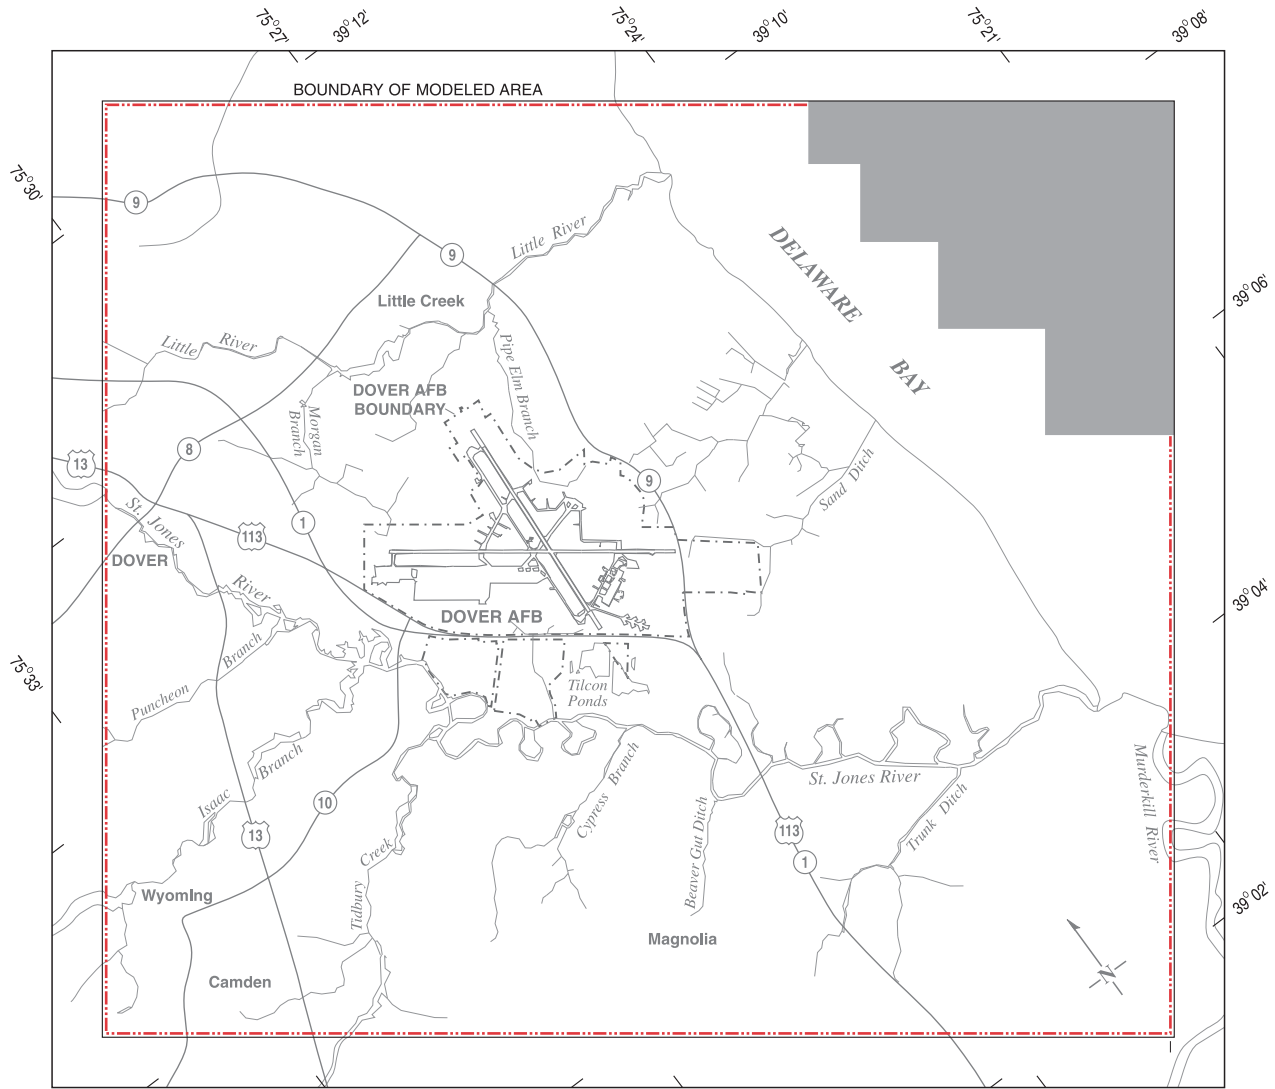 75°27'
39°12'
75°24'
39°10'
75°21'
39°08'
BOUNDARY OF MODELED AREA
75°30'
9
9
Little River
DELAWARE
BAY
39°06'
Little Creek
Little River
Pipe Elm Branch
DOVER AFB
BOUNDARY
Morgan
Branch
8
13
9
Sand Ditch
St. Jones
River
1
113
DOVER
39°04'
DOVER AFB
75°33'
Puncheon Branch
Tilcon
Ponds
Isaac Branch
Cypress Branch
St. Jones River
Murderkill River
Trunk Ditch
Beaver Gut Ditch
10
13
113
1
Tidbury Creek
Wyoming
39°02'
Magnolia
Camden
N